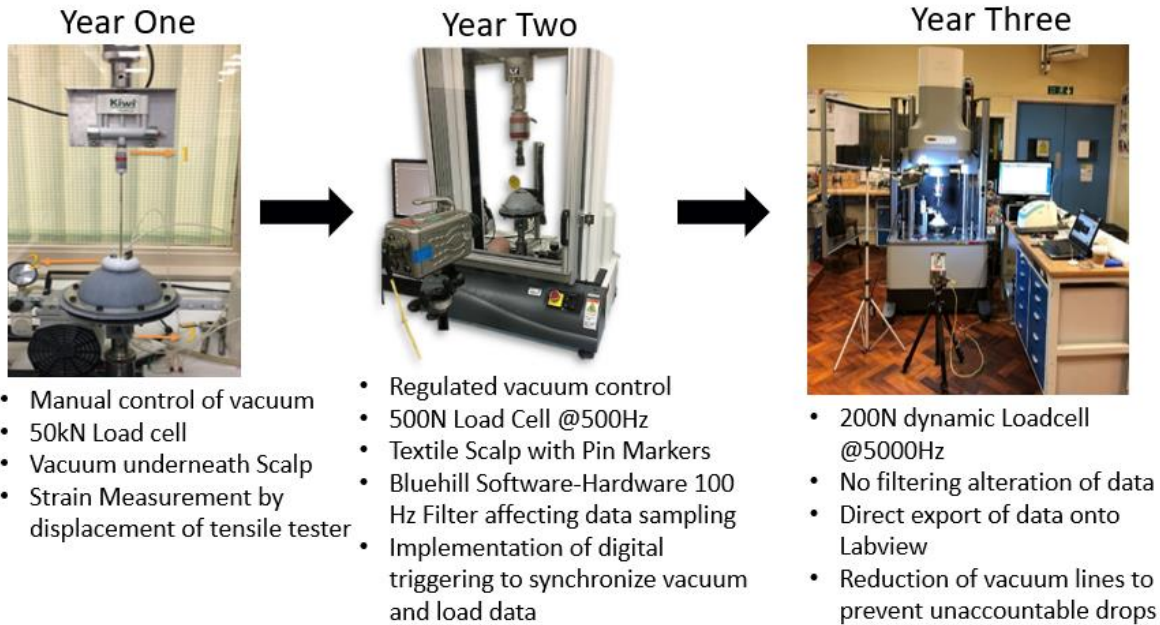 Year One
Kiwi
1
2
3
• Manual control of vacuum
• 50kN Load cell
• Vacuum underneath Scalp
• Strain Measurement by
displacement of tensile tester
Year Two
• Regulated vacuum control
• 500N Load Cell @500Hz
• Textile Scalp with Pin Markers
• Bluehill Software-Hardware 100
Hz Filter affecting data sampling
• Implementation of digital
triggering to synchronize vacuum
and load data
Year Three
• 200N dynamic Loadcell
@5000Hz
• No filtering alteration of data
• Direct export of data onto
Labview
• Reduction of vacuum lines to
prevent unaccountable drops